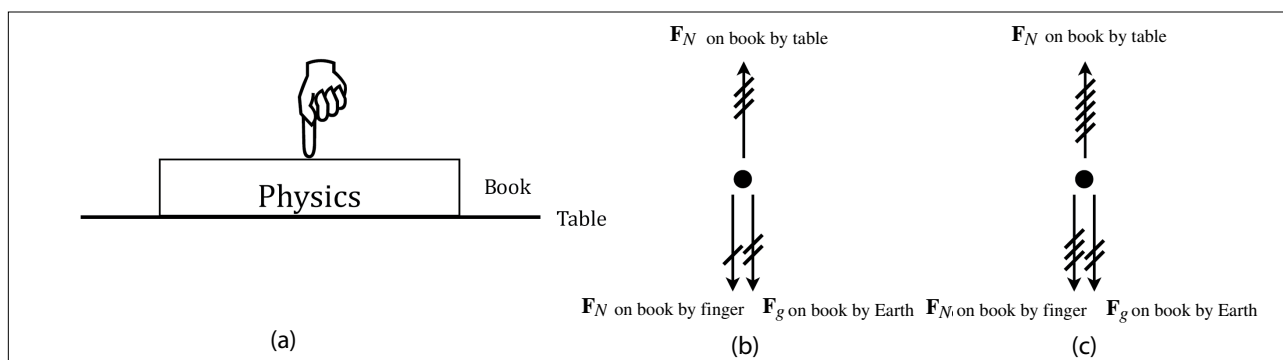 Physics
Book
Table
(a)
F_N on book by table
F_N on book by finger F_g on book by Earth
(b)
F_N on book by table
F_N on book by finger F_g on book by Earth
(c)